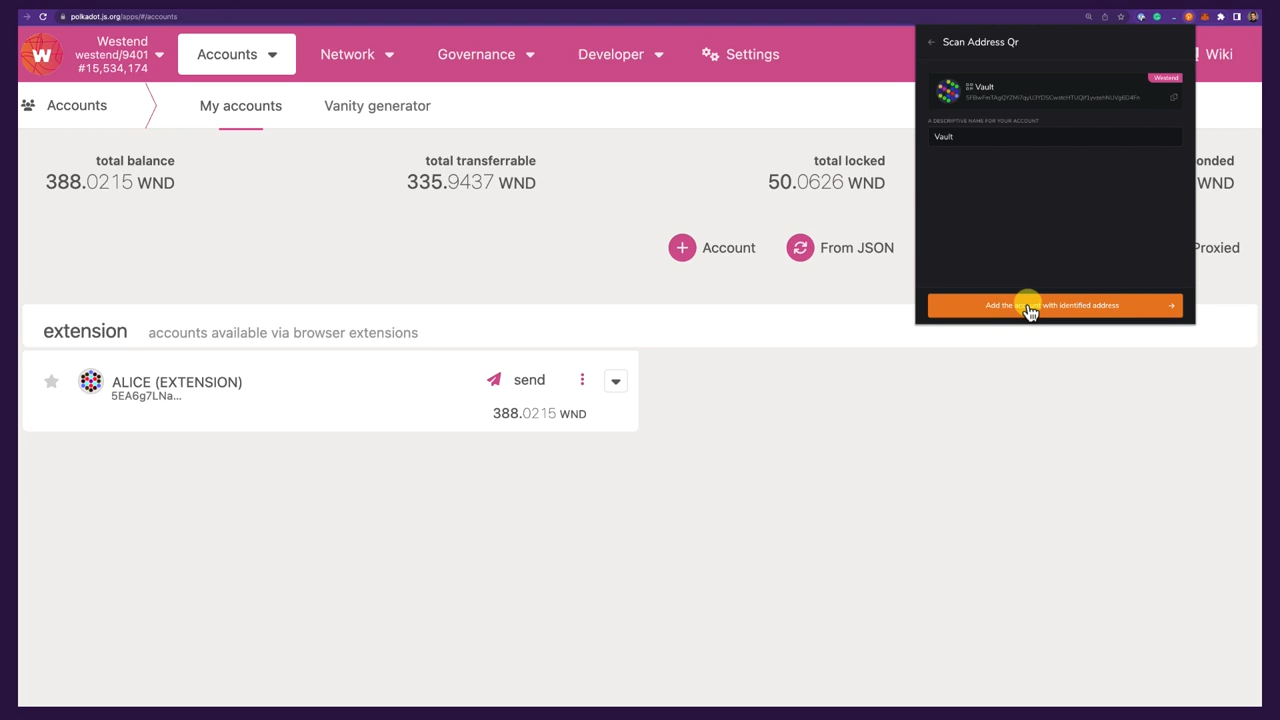 polkadot.js.org/apps/#/accounts
Westend
westend/9401
#15,534,174
Accounts
Network
Governance
Developer
Settings
Wiki
Accounts
My accounts
Vanity generator
total balance
388.0215 WND
total transferrable
335.9437 WND
total locked
50.0626 WND
onded
WND
Account
From JSON
Proxied
extension accounts available via browser extensions
ALICE (EXTENSION)
5EA6g7LNa...
send
388.0215 WND
Scan Address Qr
Westend
Vault
A DESCRIPTIVE NAME FOR YOUR ACCOUNT
Vault
Add the account with identified address